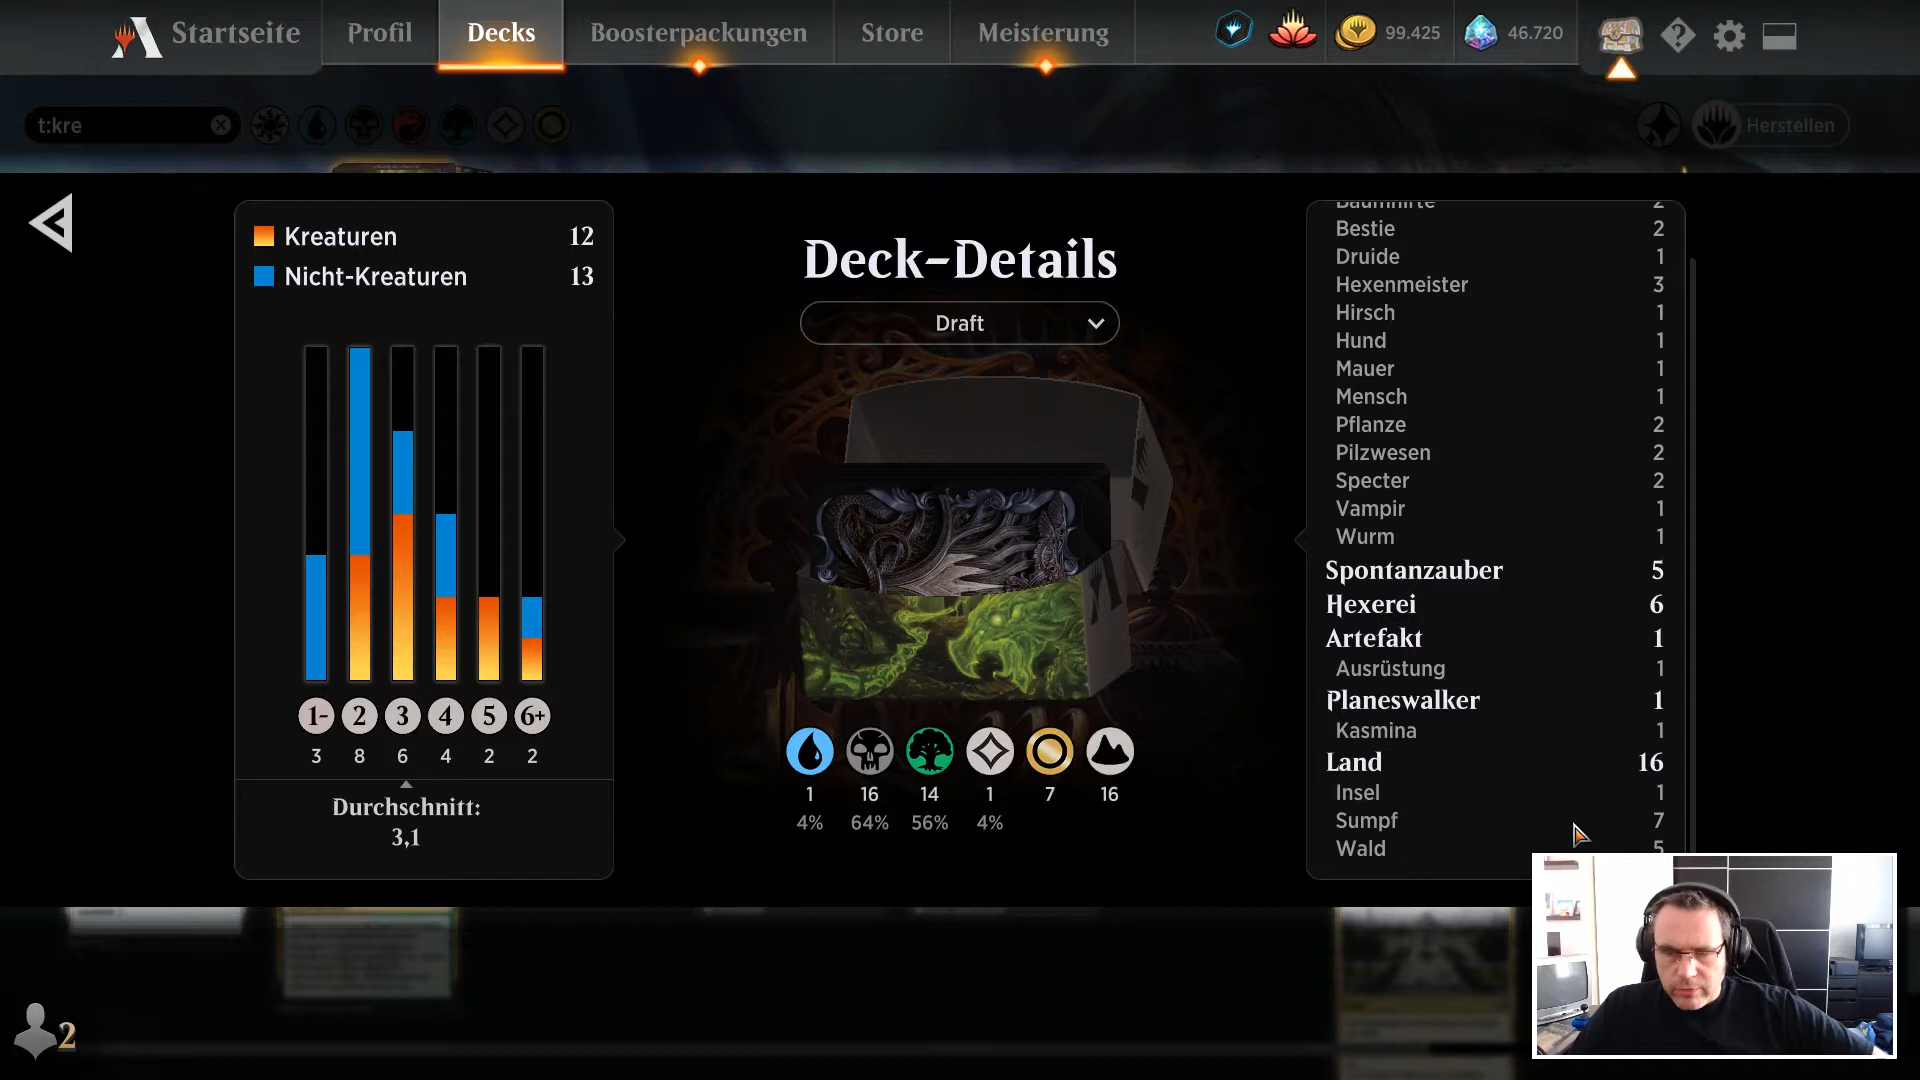 Startseite
Profil
Decks
Boosterpackungen
Store
Meisterung
99.425
46.720
t:kre
Herstellen
Kreaturen 12
Nicht-Kreaturen 13
1- 2 3 4 5 6+
3 8 6 4 2 2
Durchschnitt:
3,1
Deck-Details
Draft
1 16 14 1 7 16
4% 64% 56% 4%
Baumhirte 2
Bestie 2
Druide 1
Hexenmeister 3
Hirsch 1
Hund 1
Mauer 1
Mensch 1
Pflanze 2
Pilzwesen 2
Specter 2
Vampir 1
Wurm 1
Spontanzauber 5
Hexerei 6
Artefakt 1
Ausrüstung 1
Planeswalker 1
Kasmina 1
Land 16
Insel 1
Sumpf 7
Wald 5
2